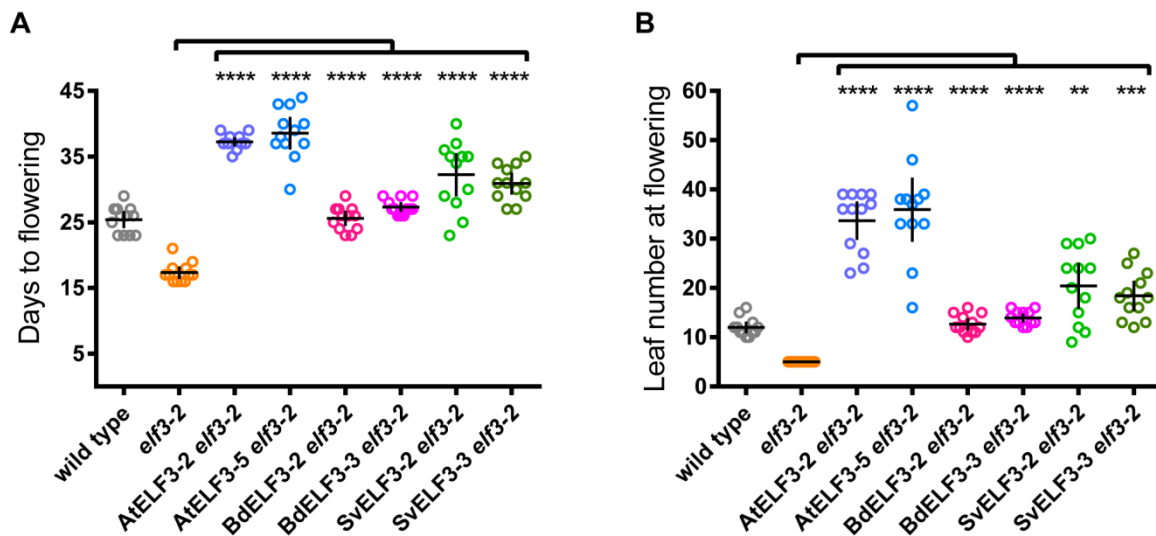 A
**** **** **** **** **** ****
Days to flowering
45
35
25
15
5
wild type
elf3-2
AtELF3-2 elf3-2
AtELF3-5 elf3-2
BdELF3-2 elf3-2
BdELF3-3 elf3-2
SvELF3-2 elf3-2
SvELF3-3 elf3-2
B
**** **** **** **** ** ***
Leaf number at flowering
60
50
40
30
20
10
0
wild type
elf3-2
AtELF3-2 elf3-2
AtELF3-5 elf3-2
BdELF3-2 elf3-2
BdELF3-3 elf3-2
SvELF3-2 elf3-2
SvELF3-3 elf3-2